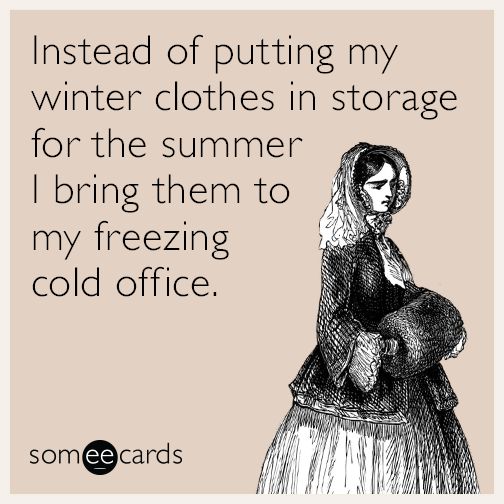 Instead of putting my
winter clothes in storage
for the summer
I bring them to
my freezing
cold office.
someecards